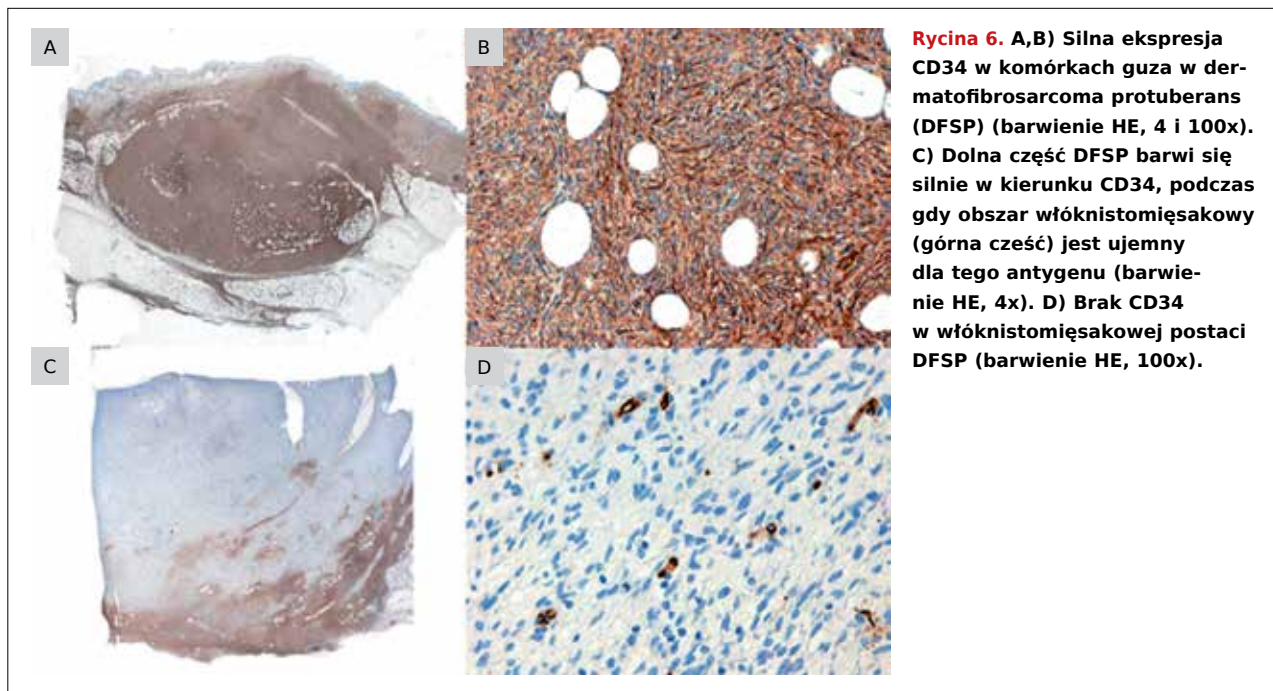 A
B
C
D
Rycina 6. A,B) Silna ekspresja
CD34 w komórkach guza w der-
matofibrosarcoma protuberans
(DFSP) (barwienie HE, 4 i 100x).
C) Dolna część DFSP barwi się
silnie w kierunku CD34, podczas
gdy obszar włóknistomięsakowy
(górna cześć) jest ujemny
dla tego antygenu (barwie-
nie HE, 4x). D) Brak CD34
w włóknistomięsakowej postaci
DFSP (barwienie HE, 100x).